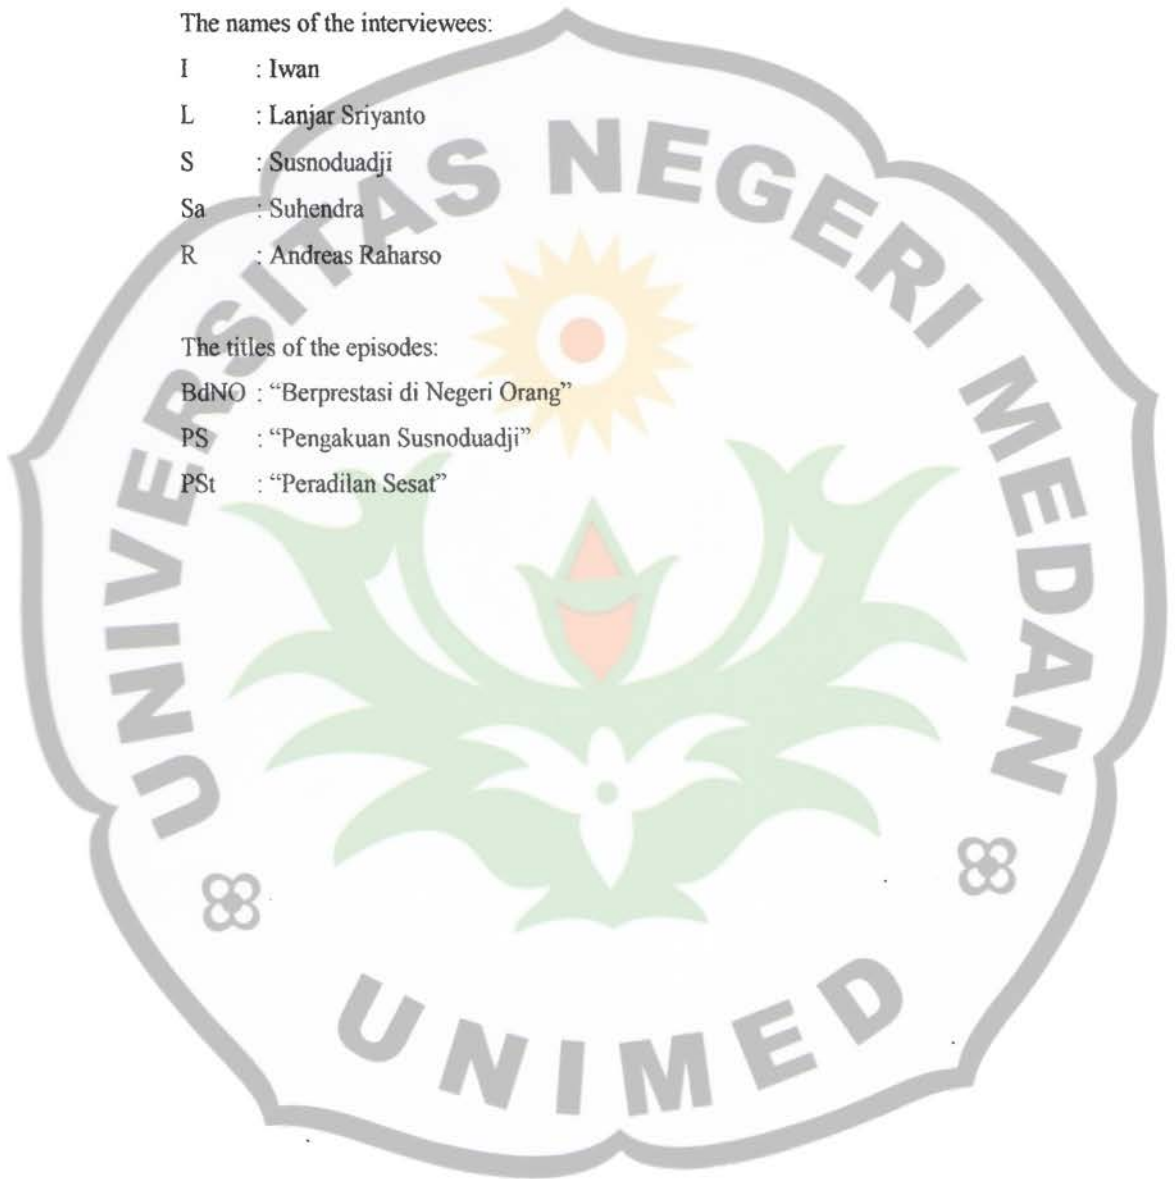 The names of the interviewees:
I : Iwan
L : Lanjar Sriyanto
S : Susnoduadji
Sa : Suhendra
R : Andreas Raharso
The titles of the episodes:
BdNO : “Berprestasi di Negeri Orang”
PS : “Pengakuan Susnoduadji”
PSt : “Peradilan Sesat”
UNIVERSITAS NEGERI MEDAN
UNIMED